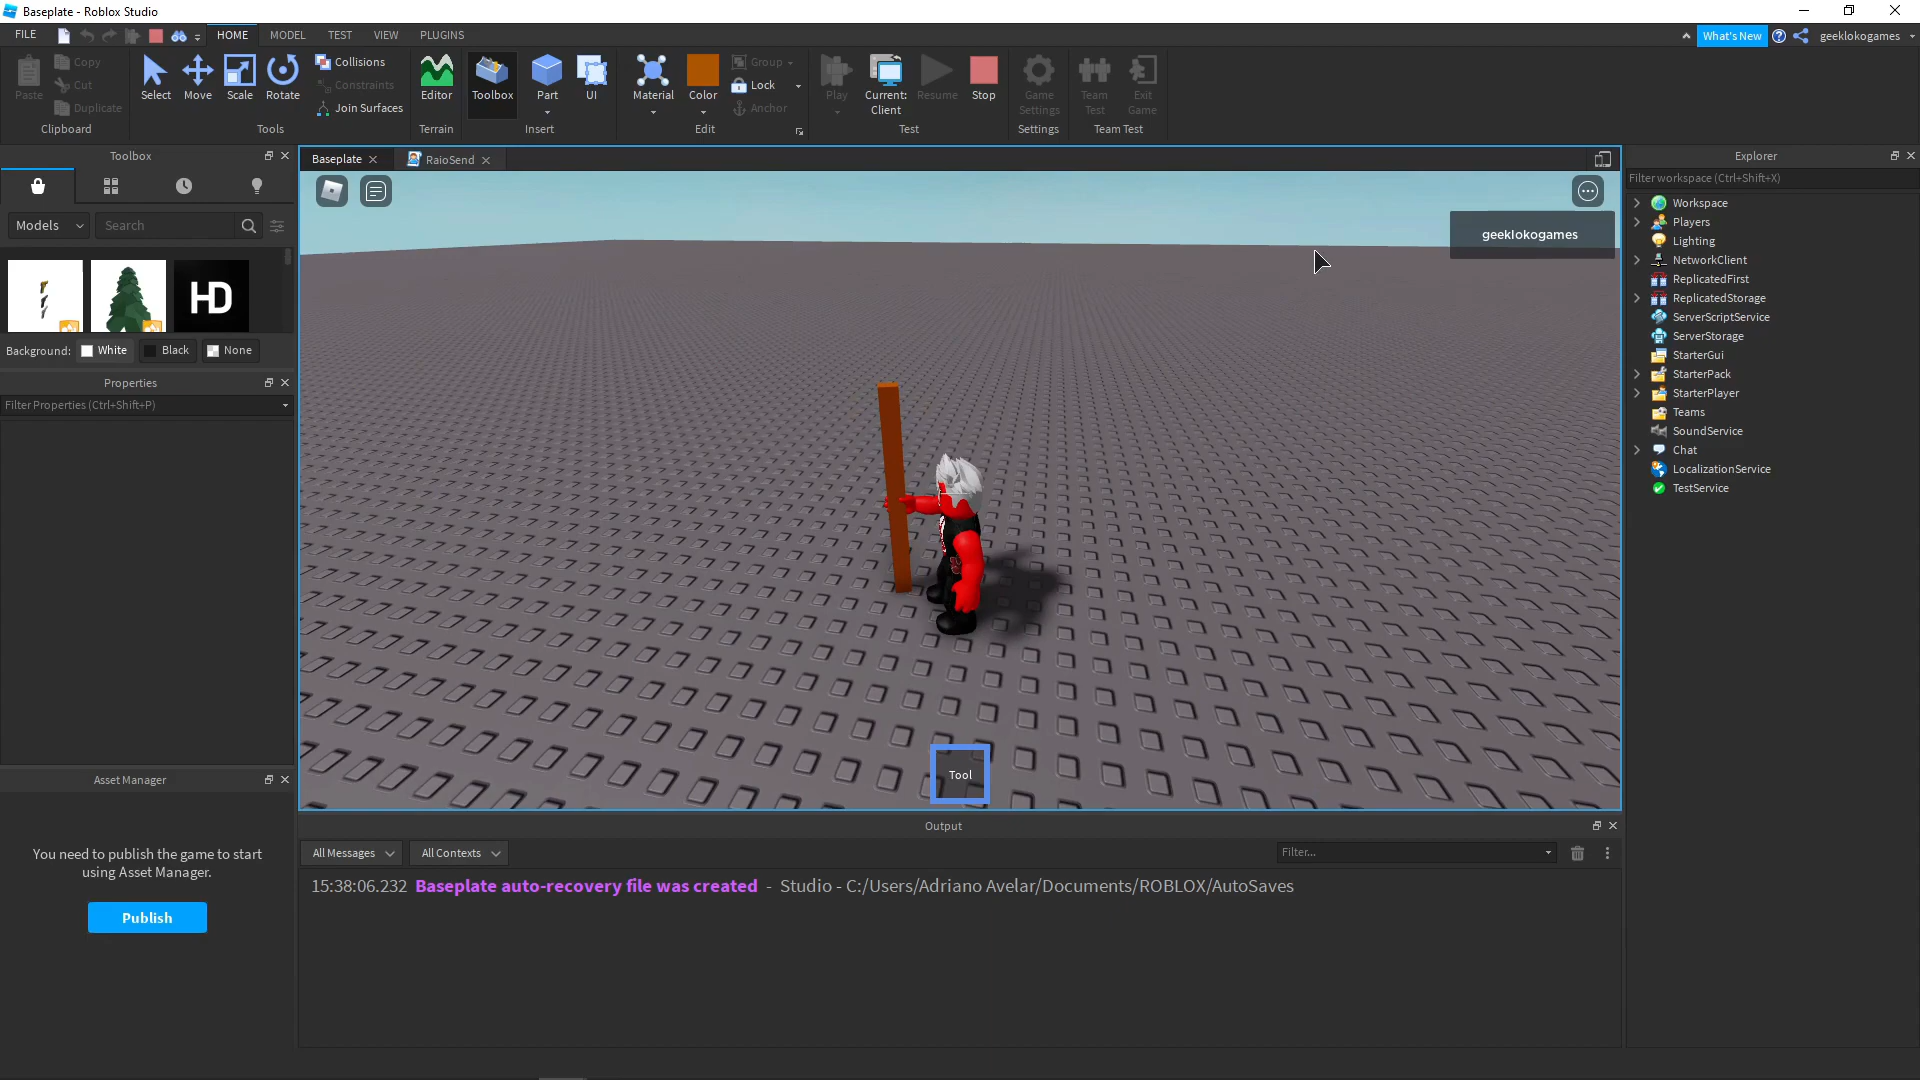 Baseplate - Roblox Studio
FILE
HOME
MODEL
TEST
VIEW
PLUGINS
What's New
geeklokogames
Paste
Copy
Cut
Duplicate
Clipboard
Select
Move
Scale
Rotate
Collisions
Constraints
Join Surfaces
Tools
Editor
Terrain
Toolbox
Part
UI
Insert
Material
Color
Group
Lock
Anchor
Edit
Play
Current:
Client
Resume
Stop
Test
Game
Settings
Settings
Team
Test
Exit
Game
Team Test
Toolbox
Models
Search
HD
Background:
White
Black
None
Properties
Filter Properties (Ctrl+Shift+P)
Asset Manager
You need to publish the game to start
using Asset Manager.
Publish
Baseplate
RaioSend
geeklokogames
Tool
Output
All Messages
All Contexts
Filter...
15:38:06.232 Baseplate auto-recovery file was created - Studio - C:/Users/Adriano Avelar/Documents/ROBLOX/AutoSaves
Explorer
Filter workspace (Ctrl+Shift+X)
Workspace
Players
Lighting
NetworkClient
ReplicatedFirst
ReplicatedStorage
ServerScriptService
ServerStorage
StarterGui
StarterPack
StarterPlayer
Teams
SoundService
Chat
LocalizationService
TestService